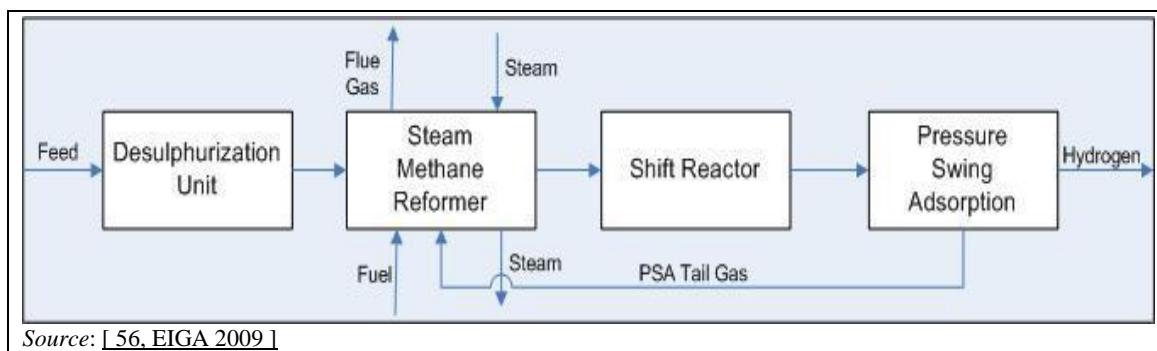 Flue
Gas
Steam
Feed
Desulphurization
Unit
Steam
Methane
Reformer
Shift Reactor
Pressure
Swing
Adsorption
Hydrogen
Fuel
Steam
PSA Tail Gas
Source: [ 56, EIGA 2009 ]